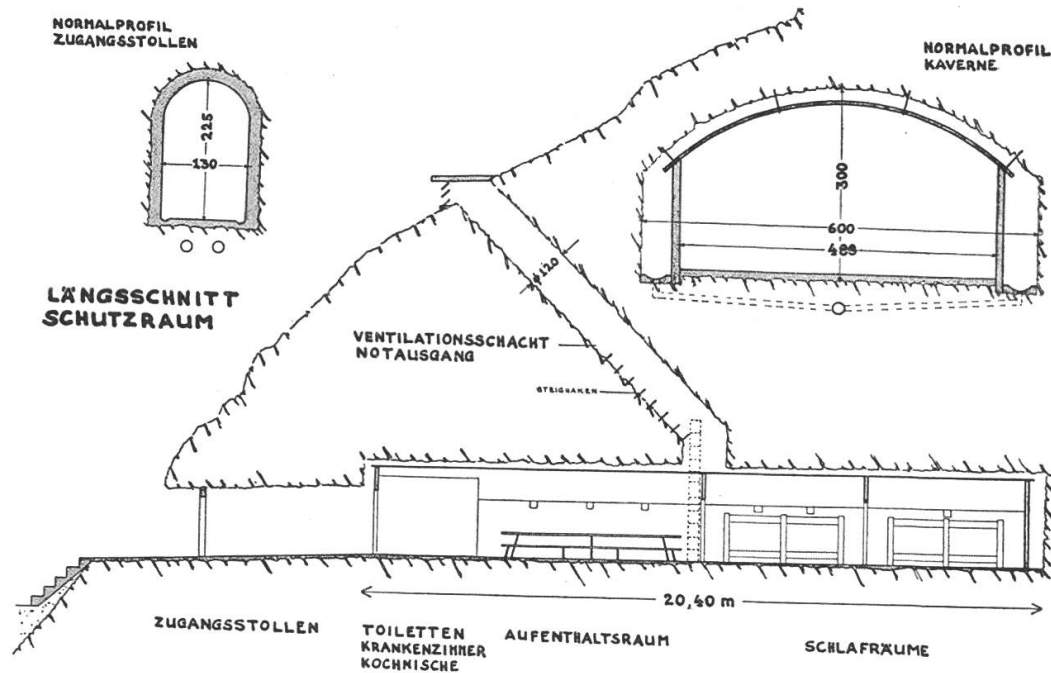 NORMALPROFIL
ZUGANGSSTOLLEN
225
130
NORMALPROFIL
KAVERNE
300
600
489
LÄNGSSCHNITT
SCHUTZRAUM
φ 120
VENTILATIONSSCHACHT
NOTAUSGANG
STEIGHAKEN
20,40 m
ZUGANGSSTOLLEN
TOILETTEN
KRANKENZIMMER
KOCHNISCHE
AUFENTHALTSRAUM
SCHLAFRÄUME